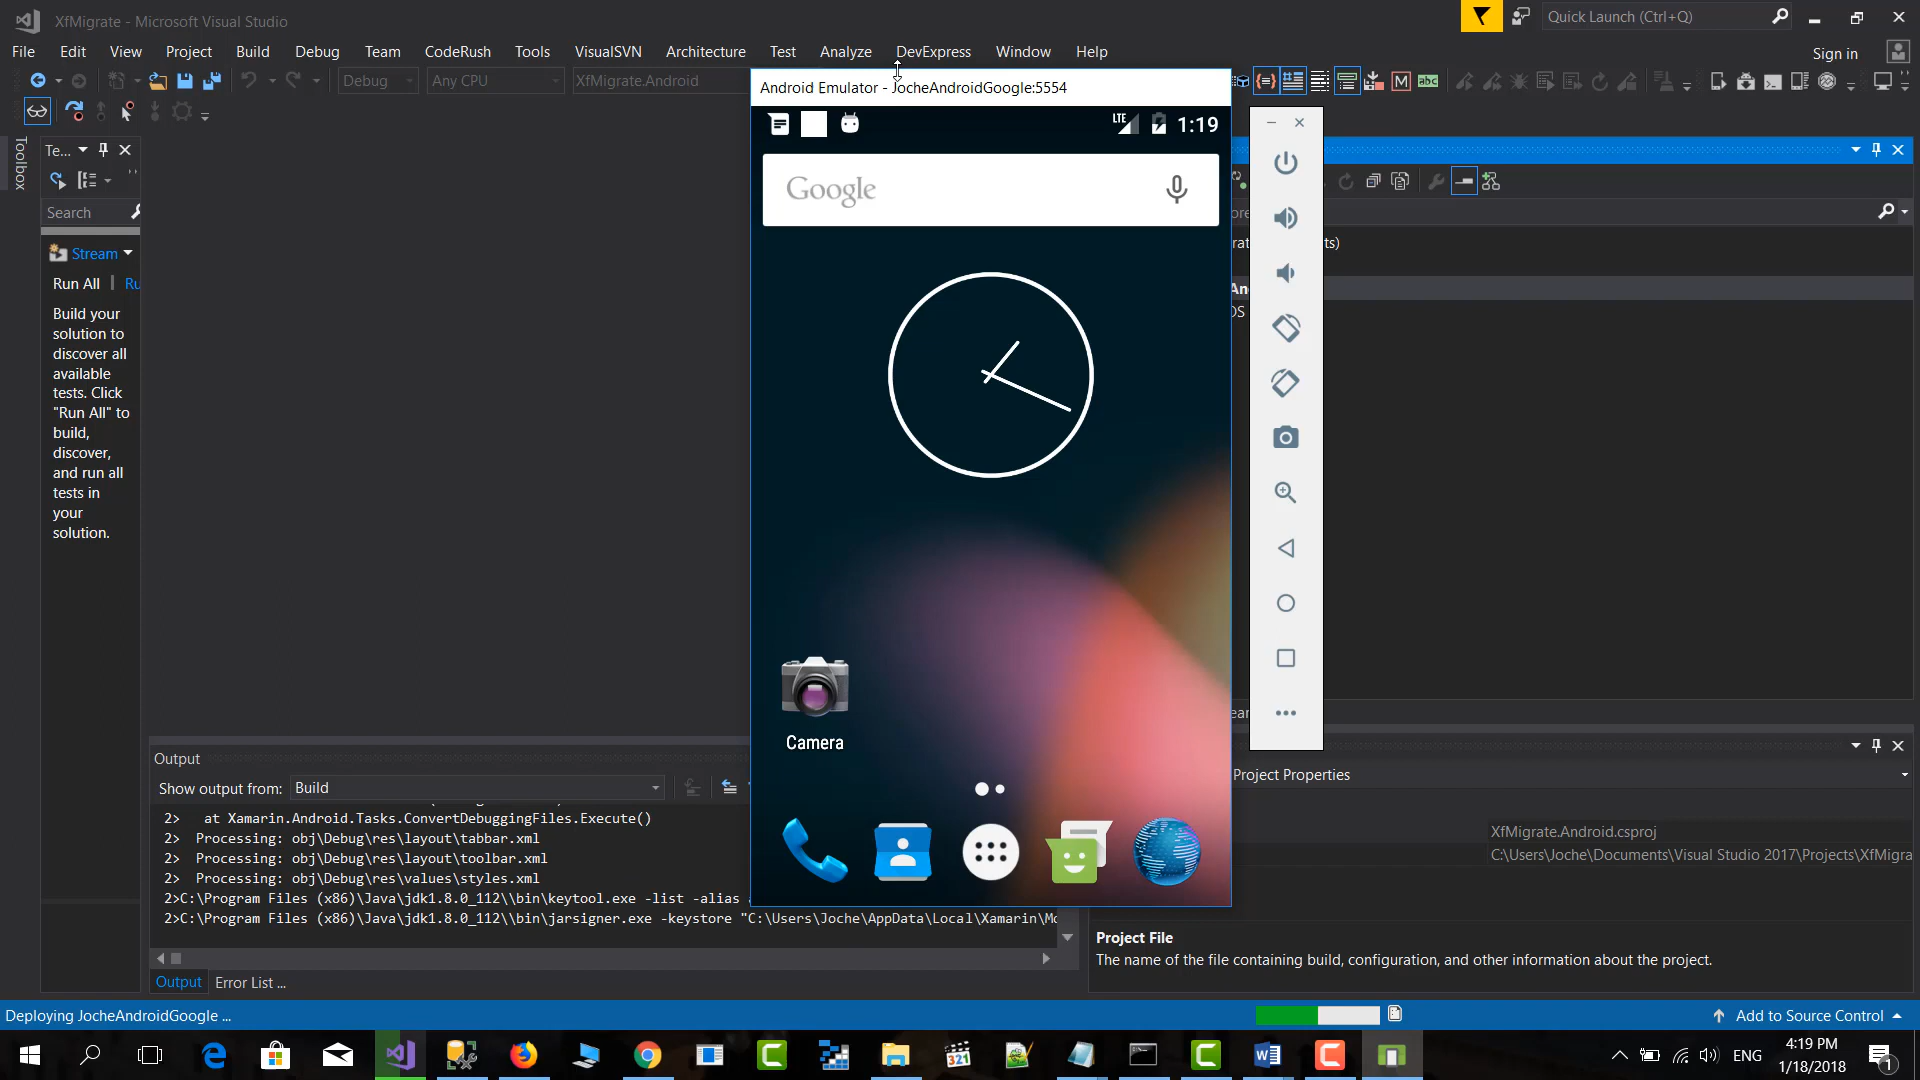 XfMigrate - Microsoft Visual Studio
Quick Launch (Ctrl+Q)
File Edit View Project Build Debug Team CodeRush Tools VisualSVN Architecture Test Analyze DevExpress Window Help
Sign in
Debug Any CPU XfMigrate.Android
abc
Android Emulator - JocheAndroidGoogle:5554
LTE 1:19
Google
Toolbox
Te...
Search
Stream
Run All Ru
Build your
solution to
discover all
available
tests. Click
"Run All" to
build,
discover,
and run all
tests in
your
solution.
Camera
Output
Show output from: Build
2> at Xamarin.Android.Tasks.ConvertDebuggingFiles.Execute()
2> Processing: obj\Debug\res\layout\tabbar.xml
2> Processing: obj\Debug\res\layout\toolbar.xml
2> Processing: obj\Debug\res\values\styles.xml
2>C:\Program Files (x86)\Java\jdk1.8.0_112\\bin\keytool.exe -list -alias
2>C:\Program Files (x86)\Java\jdk1.8.0_112\\bin\jarsigner.exe -keystore "C:\Users\Joche\AppData\Local\Xamarin\Mo
Output Error List ...
Project Properties
XfMigrate.Android.csproj
C:\Users\Joche\Documents\Visual Studio 2017\Projects\XfMigra
Project File
The name of the file containing build, configuration, and other information about the project.
Deploying JocheAndroidGoogle ...
Add to Source Control
ENG
4:19 PM
1/18/2018
1